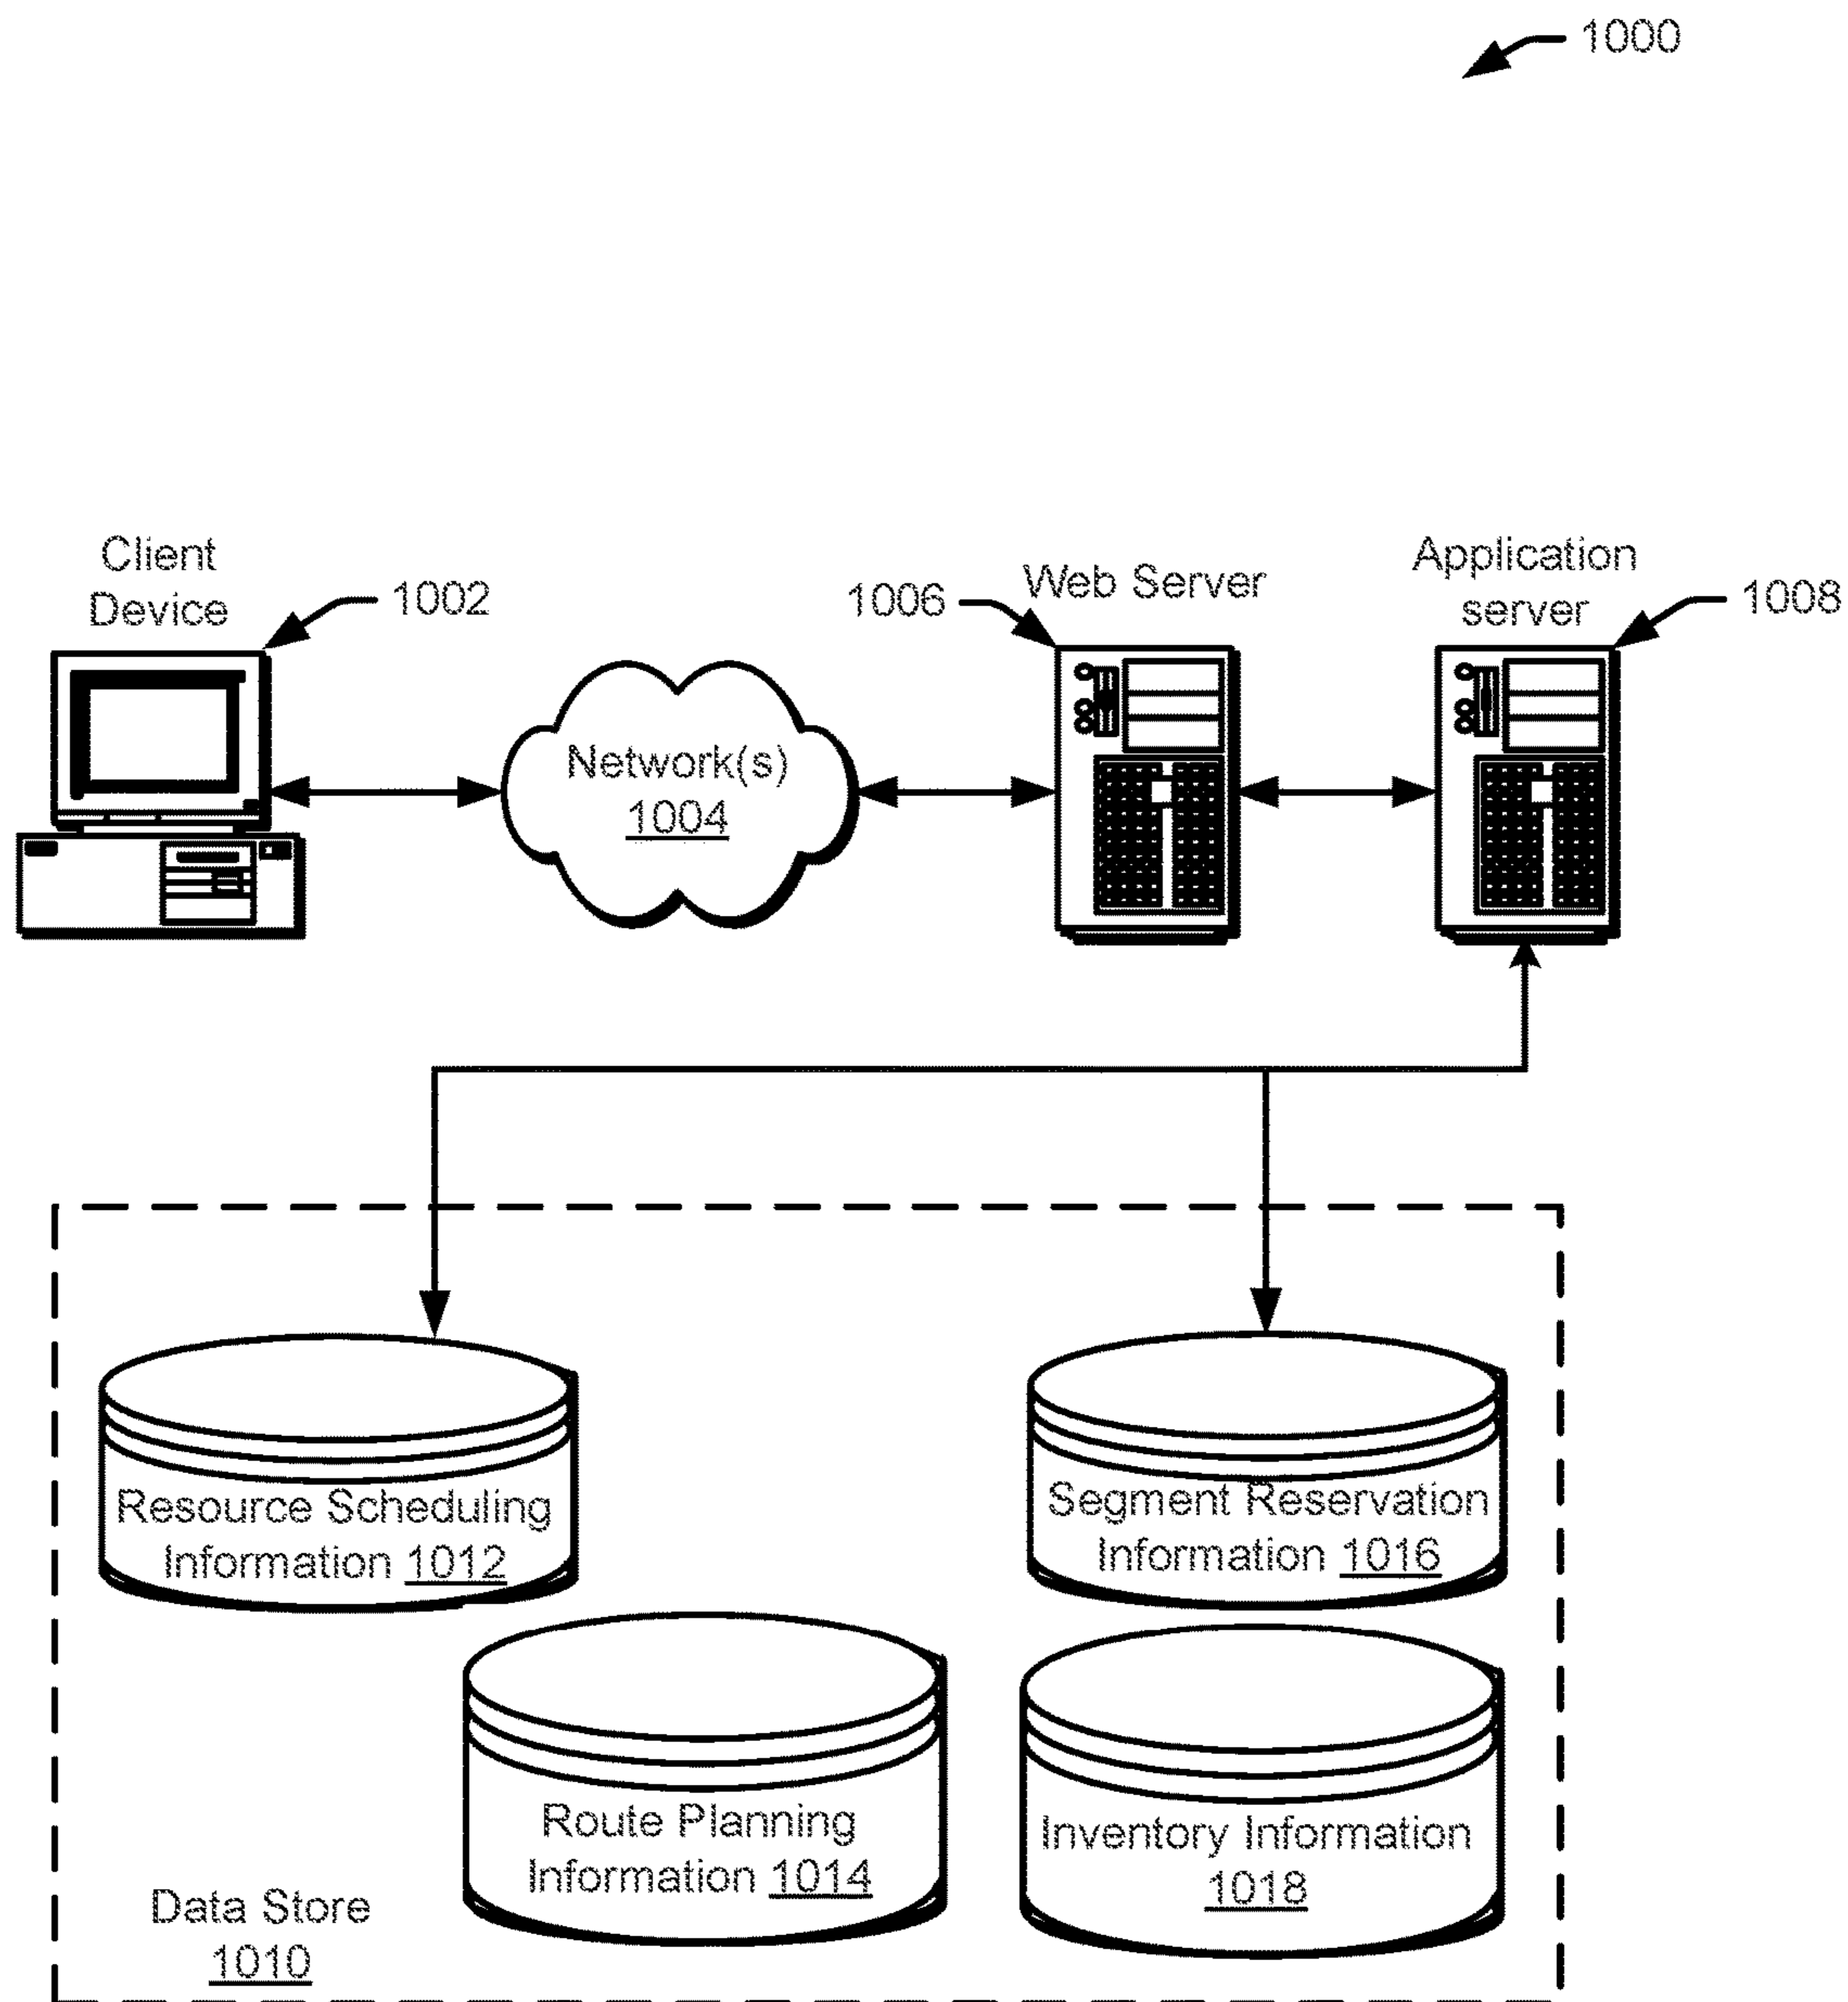 1000
Client
Device
1002
1006
Web Server
Application
server
1008
Network(s)
1004
Resource Scheduling
Information 1012
Segment Reservation
Information 1016
Route Planning
Information 1014
Inventory Information
1018
Data Store
1010